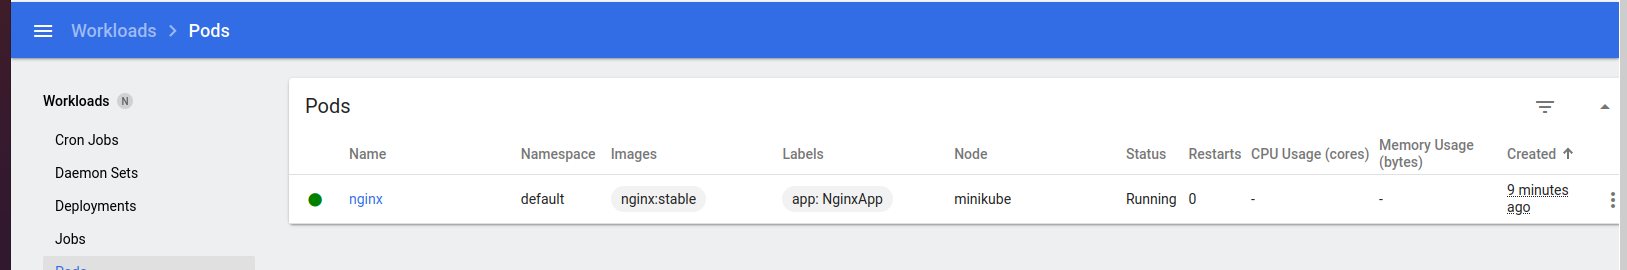 Workloads > Pods
Workloads N
Cron Jobs
Daemon Sets
Deployments
Jobs
Pods
Pods
Name Namespace Images Labels Node Status Restarts CPU Usage (cores) Memory Usage (bytes) Created ↑
nginx default nginx:stable app: NginxApp minikube Running 0 - - 9 minutes ago